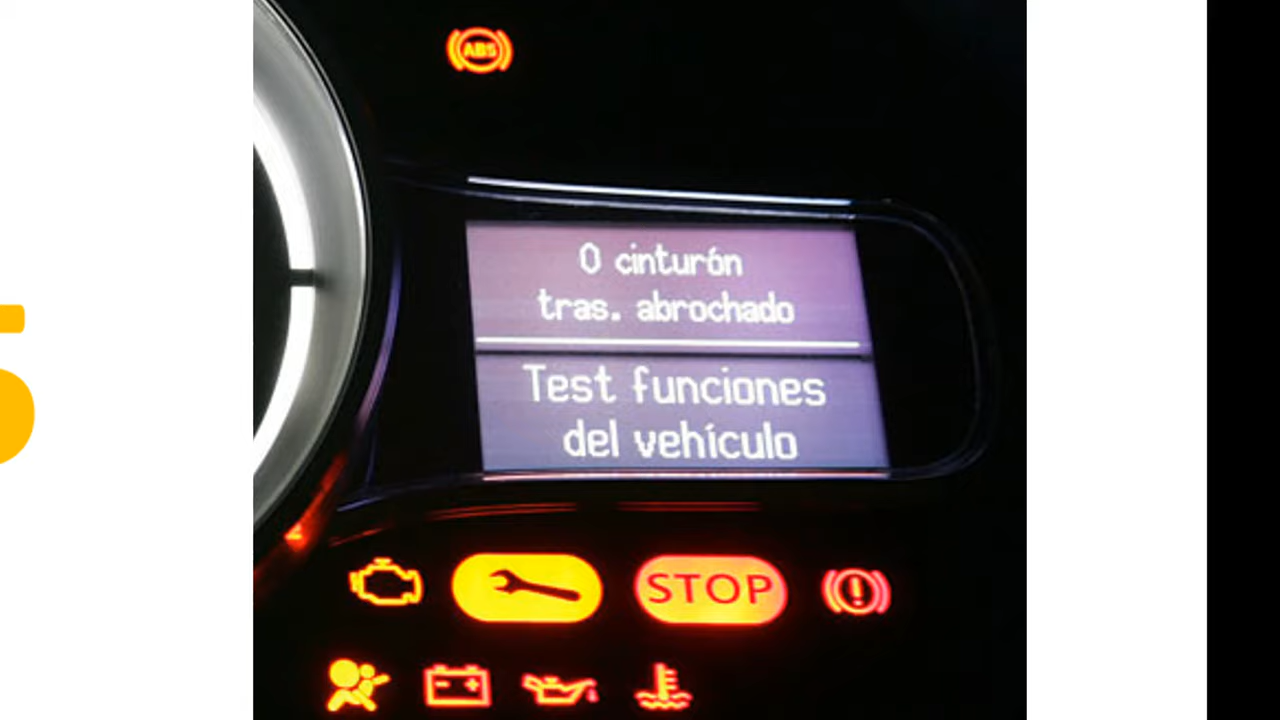 ABS
0 cinturón
tras. abrochado
Test funciones
del vehículo
STOP